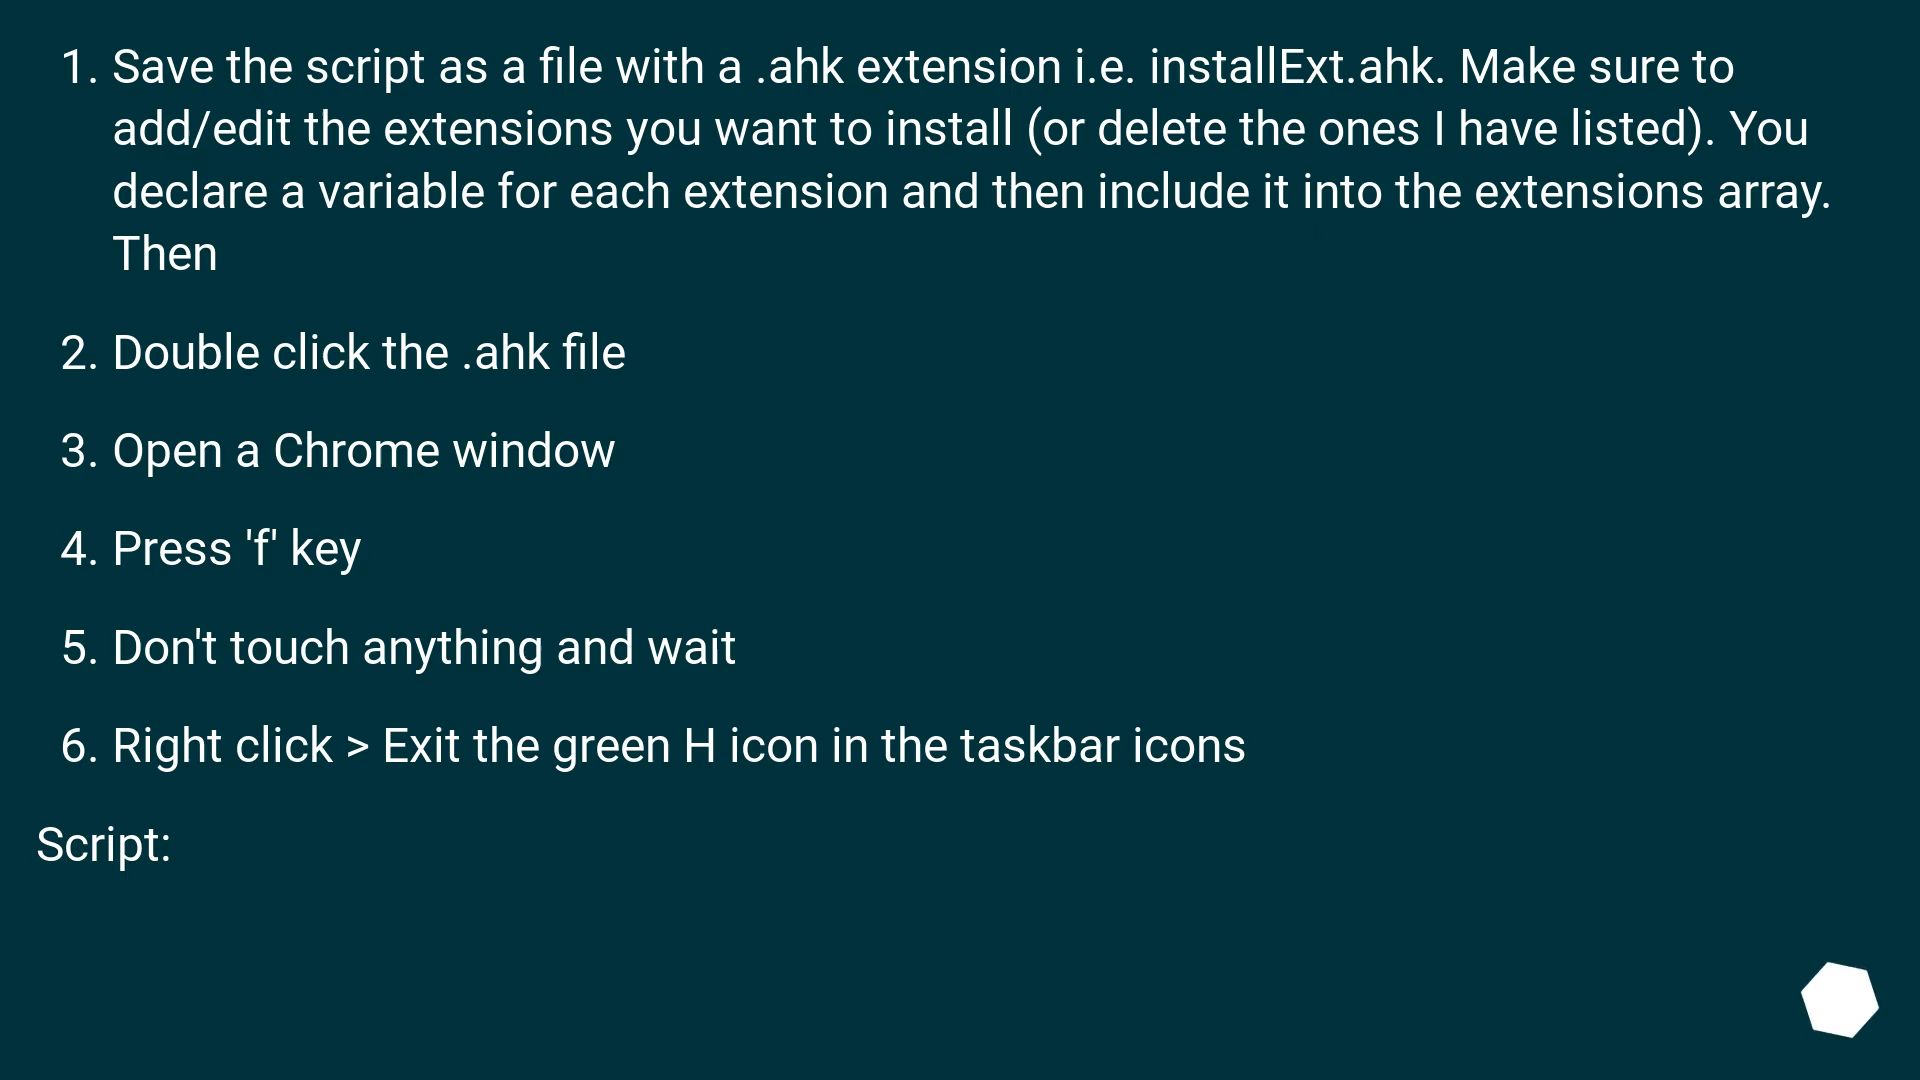 1. Save the script as a file with a .ahk extension i.e. installExt.ahk. Make sure to
add/edit the extensions you want to install (or delete the ones I have listed). You
declare a variable for each extension and then include it into the extensions array.
Then
2. Double click the .ahk file
3. Open a Chrome window
4. Press 'f' key
5. Don't touch anything and wait
6. Right click > Exit the green H icon in the taskbar icons
Script: